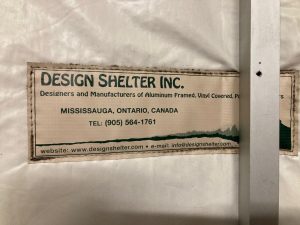 DESIGN SHELTER INC.
Designers and Manufacturers of Aluminum Framed, Vinyl Covered,
MISSISSAUGA, ONTARIO, CANADA
TEL: (905) 564-1761
website: www.designshelter.com • e-mail: info@designshelter.com